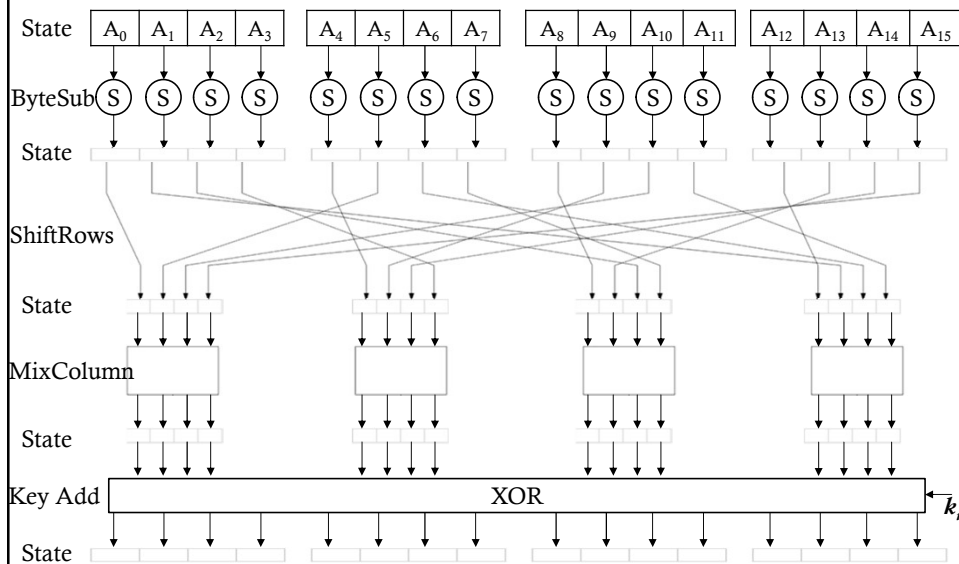 State A₀ A₁ A₂ A₃ A₄ A₅ A₆ A₇ A₈ A₉ A₁₀ A₁₁ A₁₂ A₁₃ A₁₄ A₁₅
ByteSub S S S S S S S S S S S S S S S S
State
ShiftRows
State
MixColumn
State
Key Add XOR
State